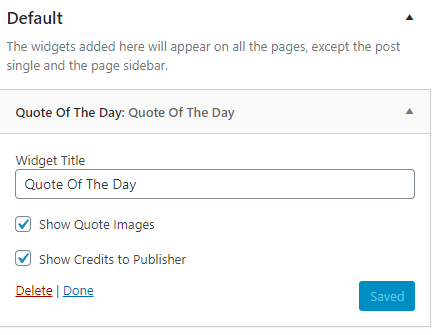 Default
The widgets added here will appear on all the pages, except the post
single and the page sidebar.
Quote Of The Day: Quote Of The Day
Widget Title
Quote Of The Day
Show Quote Images
Show Credits to Publisher
Delete | Done
Saved